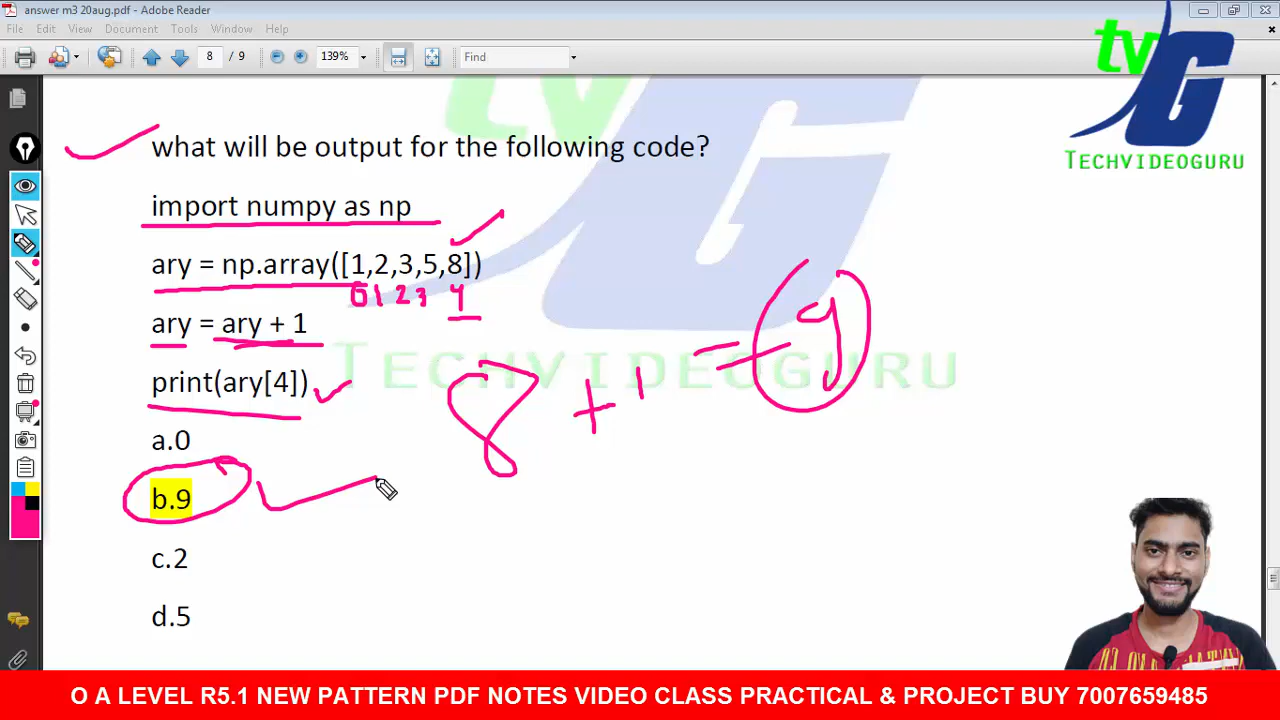 answer m3 20aug.pdf - Adobe Reader
File Edit View Document Tools Window Help
8 / 9 139% Find
tv G
TECHVIDEOGURU
what will be output for the following code?
import numpy as np
ary = np.array([1,2,3,5,8])
0 1 2 3 4
ary = ary + 1
TECHVIDEOGURU
print(ary[4])
8 + 1 = 9
a.0
b.9
c.2
d.5
O A LEVEL R5.1 NEW PATTERN PDF NOTES VIDEO CLASS PRACTICAL & PROJECT BUY 7007659485